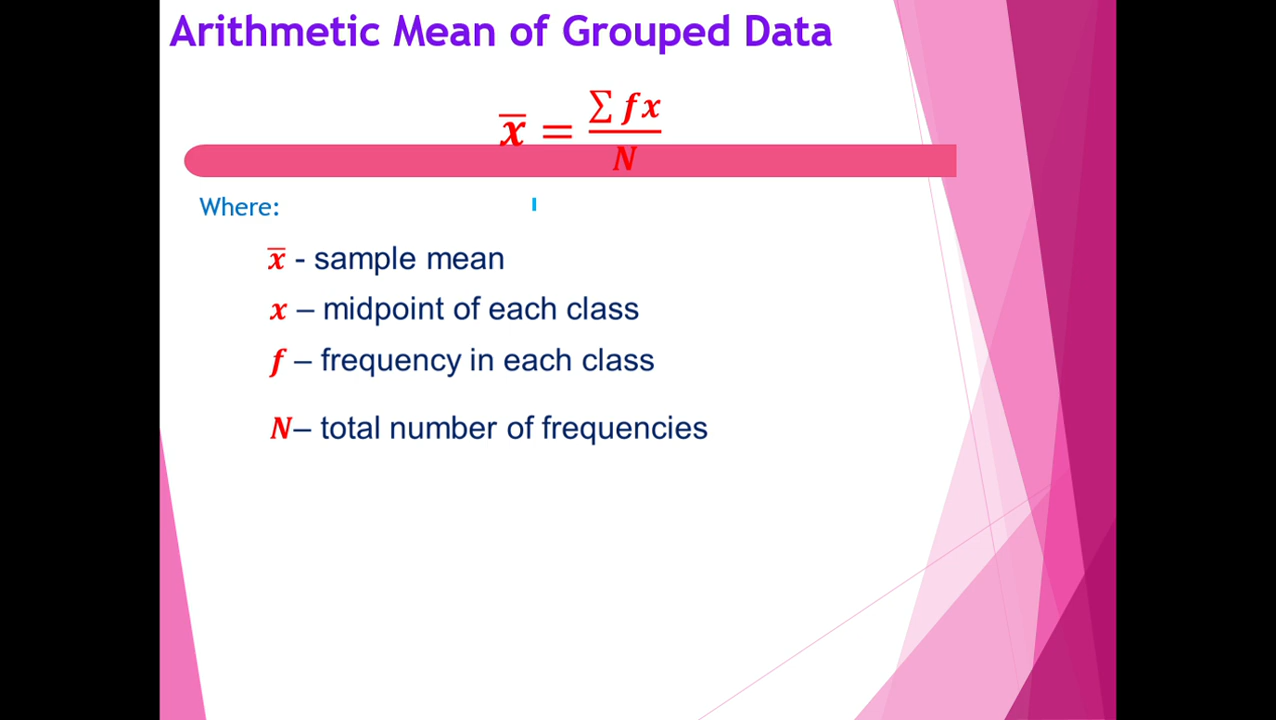 Arithmetic Mean of Grouped Data
x̅ = ∑ fx / N
Where:
x̅ - sample mean
x – midpoint of each class
f – frequency in each class
N– total number of frequencies